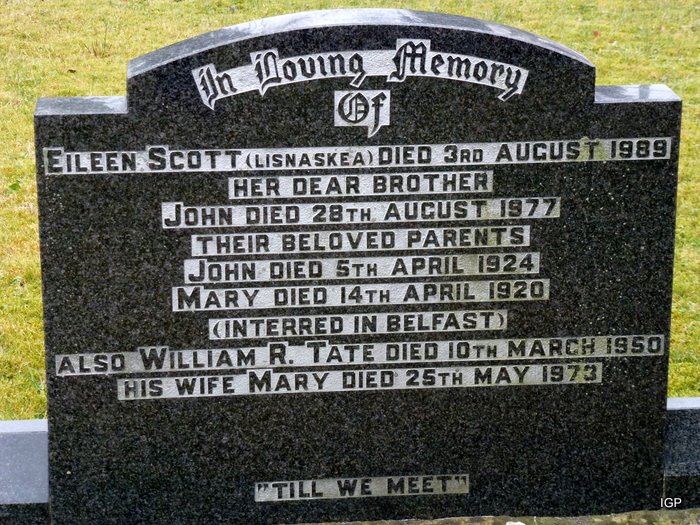 In Loving Memory
Of
EILEEN SCOTT (LISNASKEA) DIED 3RD AUGUST 1989
HER DEAR BROTHER
JOHN DIED 28TH AUGUST 1977
THEIR BELOVED PARENTS
JOHN DIED 5TH APRIL 1924
MARY DIED 14TH APRIL 1920
(INTERRED IN BELFAST)
ALSO WILLIAM R. TATE DIED 10TH MARCH 1950
HIS WIFE MARY DIED 25TH MAY 1973
"TILL WE MEET"
IGP